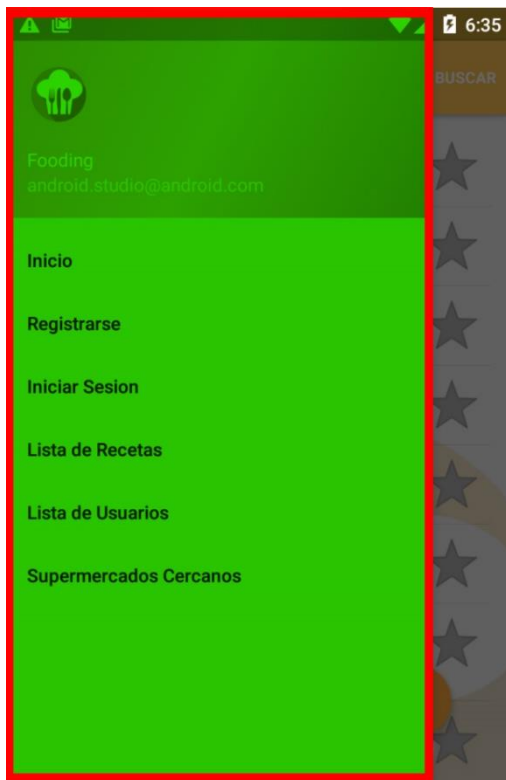 6:35
BUSCAR
Fooding
android.studio@android.com
Inicio
Registrarse
Iniciar Sesion
Lista de Recetas
Lista de Usuarios
Supermercados Cercanos